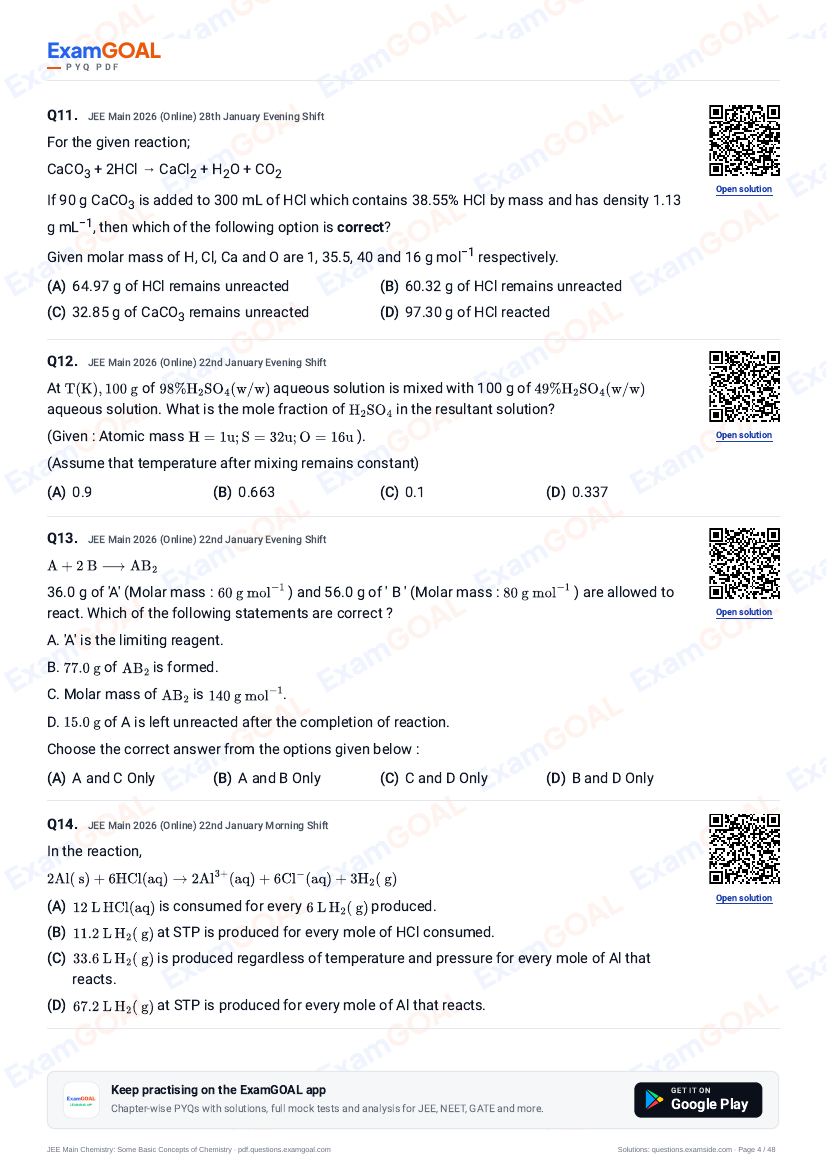 ExamGOAL
PYQ PDF
Q11. JEE Main 2026 (Online) 28th January Evening Shift
For the given reaction;
CaCO₃ + 2HCl → CaCl₂ + H₂O + CO₂
If 90 g CaCO₃ is added to 300 mL of HCl which contains 38.55% HCl by mass and has density 1.13
g mL⁻¹, then which of the following option is correct?
Given molar mass of H, Cl, Ca and O are 1, 35.5, 40 and 16 g mol⁻¹ respectively.
(A) 64.97 g of HCl remains unreacted (B) 60.32 g of HCl remains unreacted
(C) 32.85 g of CaCO₃ remains unreacted (D) 97.30 g of HCl reacted
Open solution
Q12. JEE Main 2026 (Online) 22nd January Evening Shift
At T(K), 100 g of 98%H₂SO₄(w/w) aqueous solution is mixed with 100 g of 49%H₂SO₄(w/w)
aqueous solution. What is the mole fraction of H₂SO₄ in the resultant solution?
(Given : Atomic mass H = 1u; S = 32u; O = 16u ).
(Assume that temperature after mixing remains constant)
(A) 0.9 (B) 0.663 (C) 0.1 (D) 0.337
Open solution
Q13. JEE Main 2026 (Online) 22nd January Evening Shift
A + 2 B ⟶ AB₂
36.0 g of 'A' (Molar mass : 60 g mol⁻¹ ) and 56.0 g of ' B ' (Molar mass : 80 g mol⁻¹ ) are allowed to
react. Which of the following statements are correct ?
A. 'A' is the limiting reagent.
B. 77.0 g of AB₂ is formed.
C. Molar mass of AB₂ is 140 g mol⁻¹.
D. 15.0 g of A is left unreacted after the completion of reaction.
Choose the correct answer from the options given below :
(A) A and C Only (B) A and B Only (C) C and D Only (D) B and D Only
Open solution
Q14. JEE Main 2026 (Online) 22nd January Morning Shift
In the reaction,
2Al( s) + 6HCl(aq) → 2Al³⁺(aq) + 6Cl⁻(aq) + 3H₂( g)
(A) 12 L HCl(aq) is consumed for every 6 L H₂( g) produced.
(B) 11.2 L H₂( g) at STP is produced for every mole of HCl consumed.
(C) 33.6 L H₂( g) is produced regardless of temperature and pressure for every mole of Al that
reacts.
(D) 67.2 L H₂( g) at STP is produced for every mole of Al that reacts.
Open solution
ExamGOAL
Keep practising on the ExamGOAL app
Chapter-wise PYQs with solutions, full mock tests and analysis for JEE, NEET, GATE and more.
GET IT ON
Google Play
JEE Main Chemistry: Some Basic Concepts of Chemistry · pdf.questions.examgoal.com
Solutions: questions.examside.com · Page 4 / 48